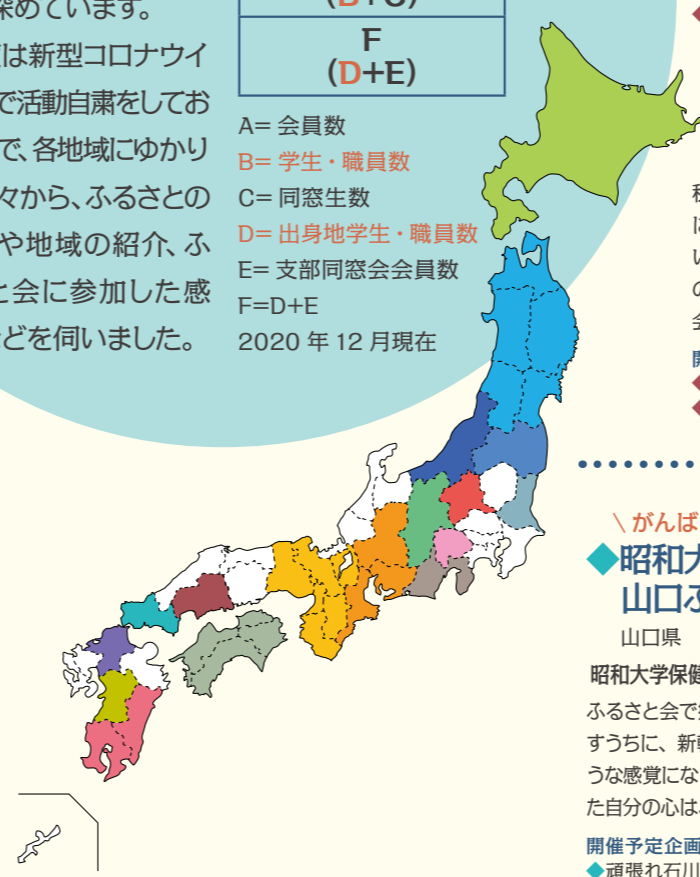 深めています。
は新型コロナウイ
で活動自粛をしてお
で、各地域にゆかり
々から、ふるさとの
や地域の紹介、ふ
と会に参加した感
どを伺いました。
F
(D+E)
A= 会員数
B= 学生・職員数
C= 同窓生数
D= 出身地学生・職員数
E= 支部同窓会会員数
F=D+E
2020 年 12 月現在
\ がんば
◆昭和大
山口ふ
山口県
昭和大学保健
ふるさと会で
すうちに、新
うな感覚にな
た自分の心は
開催予定企画
◆頑張れ石川